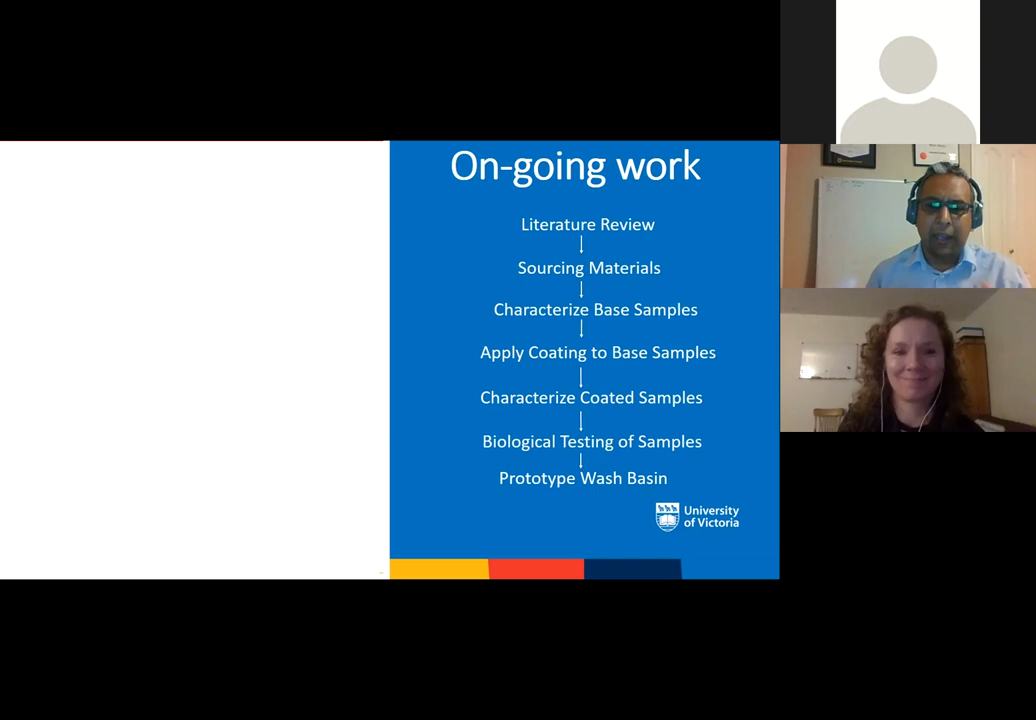 On-going work
Literature Review
Sourcing Materials
Characterize Base Samples
Apply Coating to Base Samples
Characterize Coated Samples
Biological Testing of Samples
Prototype Wash Basin
University
of Victoria